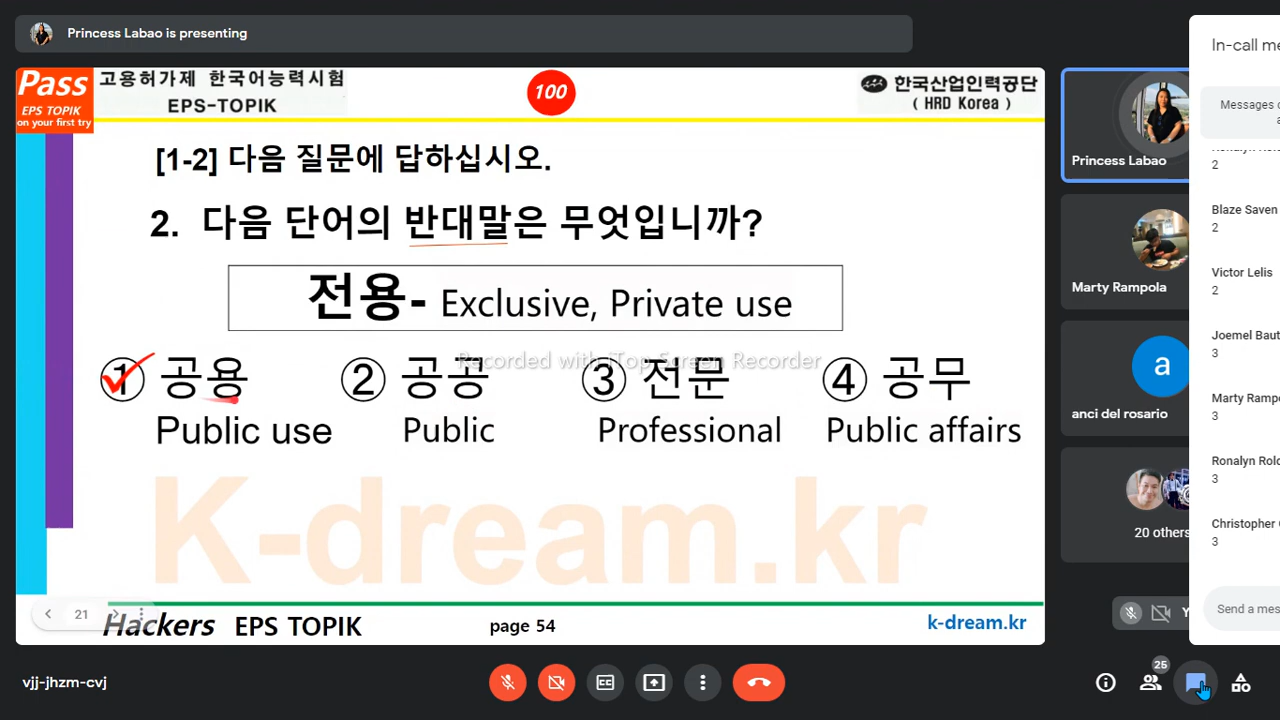 Princess Labao is presenting
In-call me
Pass
EPS TOPIK
on your first try
고용허가제 한국어능력시험
EPS-TOPIK
100
한국산업인력공단
( HRD Korea )
Messages
[1-2] 다음 질문에 답하십시오.
2. 다음 단어의 반대말은 무엇입니까?
전용- Exclusive, Private use
Recorded with iTop Screen Recorder
① 공용
② 공공
③ 전문
④ 공무
Public use
Public
Professional
Public affairs
K-dream.kr
21
Hackers EPS TOPIK
page 54
k-dream.kr
Princess Labao
Marty Rampola
a
anci del rosario
20 others
Y
2
Blaze Saven
2
Victor Lelis
2
Joemel Baut
3
Marty Rampo
3
Ronalyn Rolo
3
Christopher
3
Send a mess
vjj-jhzm-cvj
25